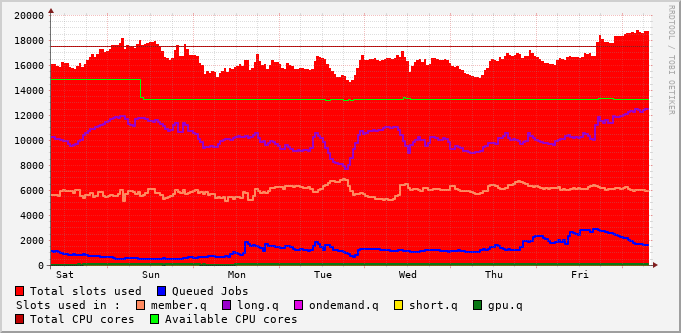 20000
18000
16000
14000
12000
10000
8000
6000
4000
2000
0
Sat Sun Mon Tue Wed Thu Fri
RRDTOOL / TOBI OETIKER
Total slots used Queued Jobs
Slots used in : member.q long.q ondemand.q short.q gpu.q
Total CPU cores Available CPU cores